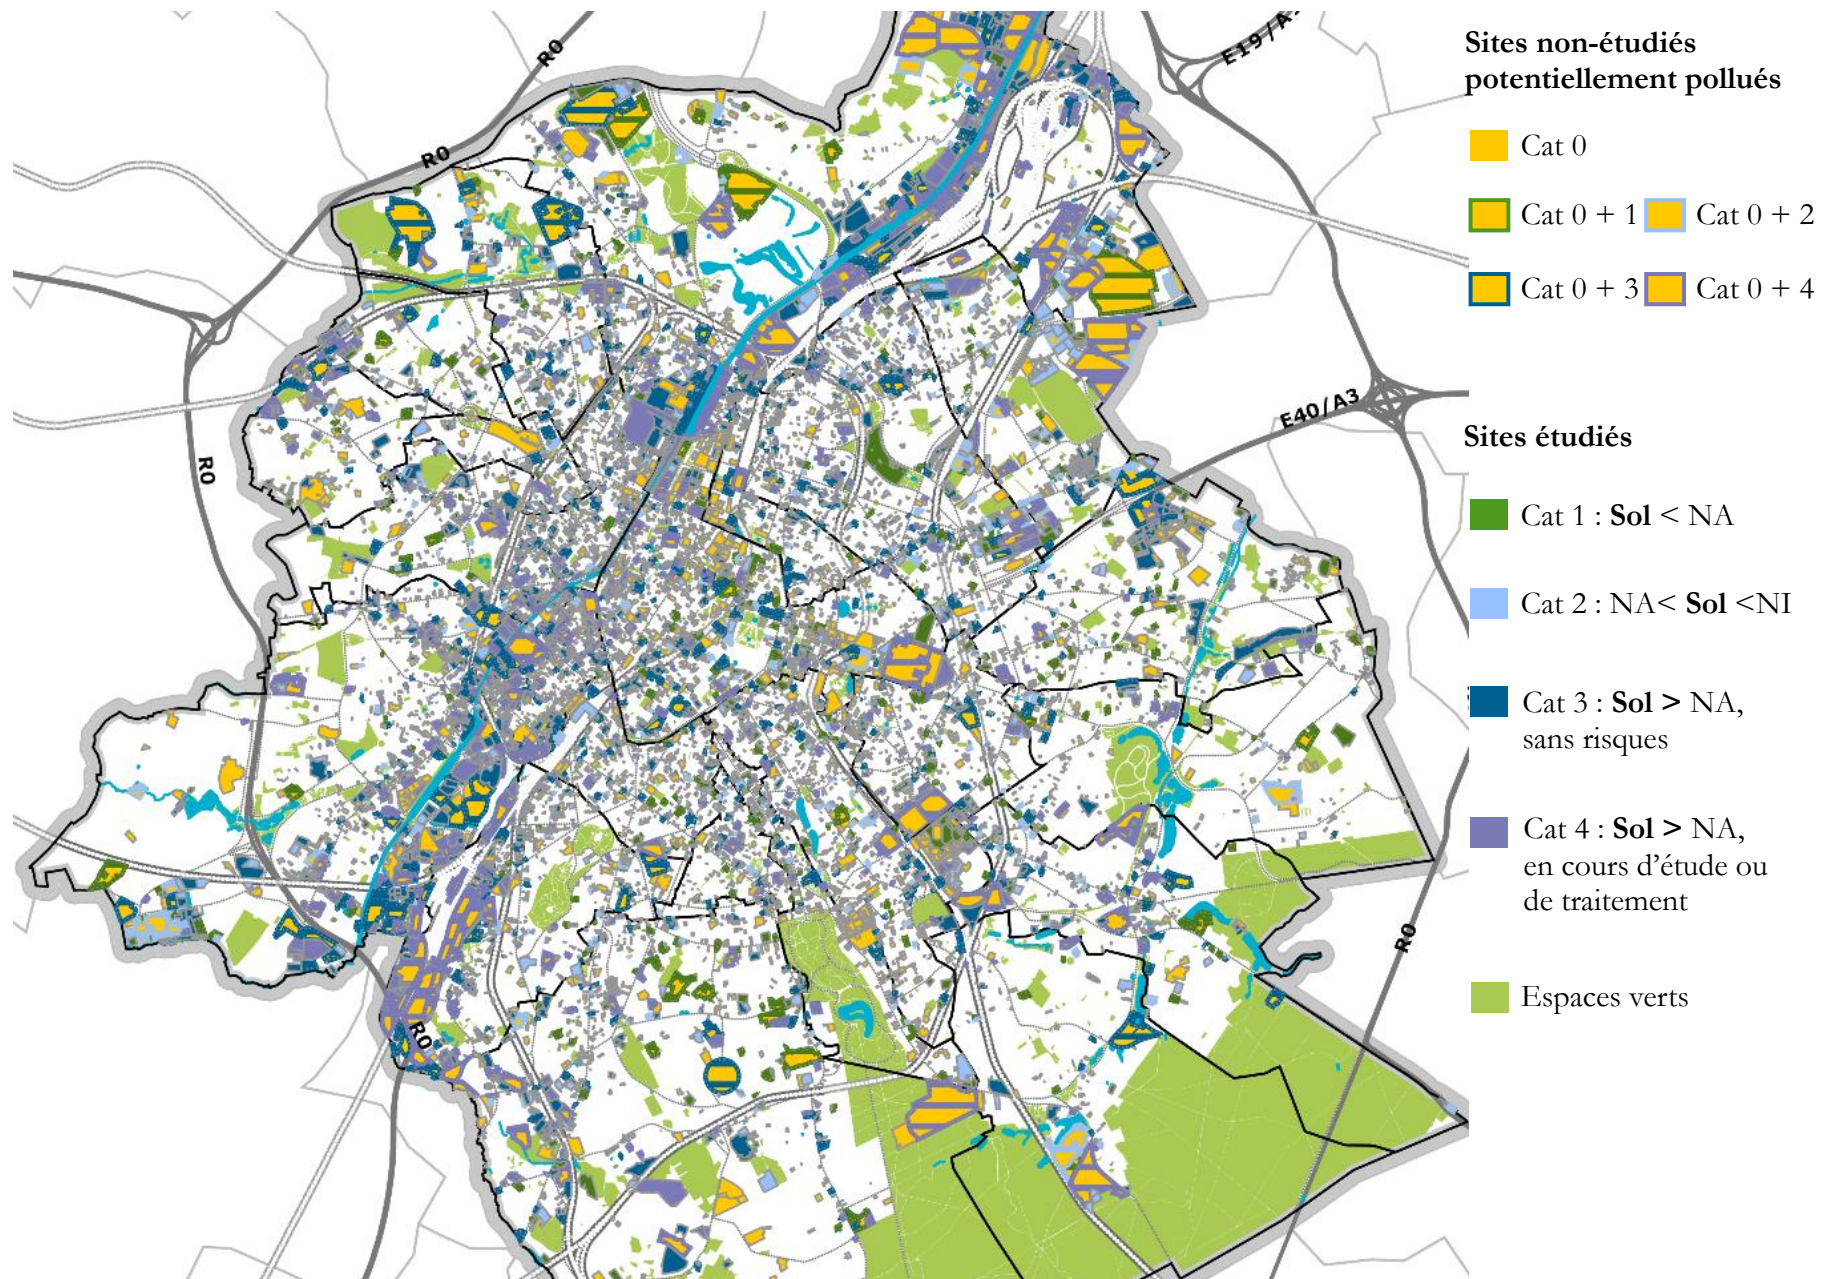 R0
E19/A
R0
R0
E40/A3
R0
R0
R0
Sites non-étudiés
potentiellement pollués
Cat 0
Cat 0 + 1 Cat 0 + 2
Cat 0 + 3 Cat 0 + 4
Sites étudiés
Cat 1 : Sol < NA
Cat 2 : NA< Sol <NI
Cat 3 : Sol > NA,
sans risques
Cat 4 : Sol > NA,
en cours d'étude ou
de traitement
Espaces verts